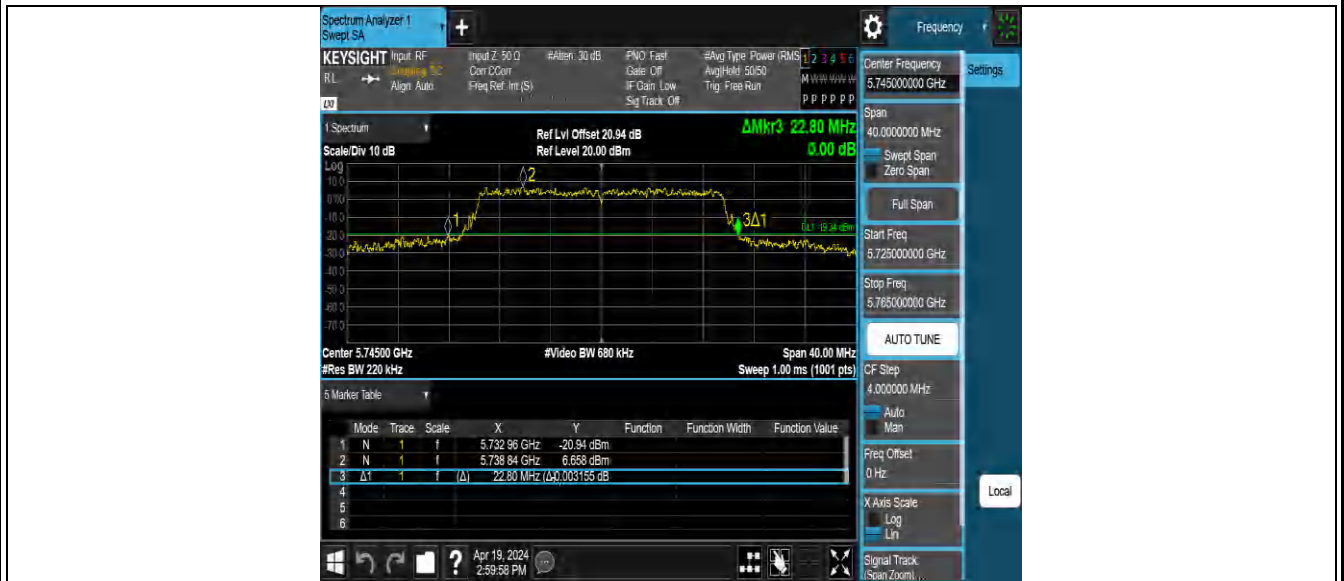 Spectrum Analyzer 1
Swept SA
+
Frequency
KEYSIGHT
Input: RF
Input Z: 50 Ω
#Atten: 30 dB
PNO: Fast
#Avg Type: Power (RMS
1 2 3 4 5 6
RL
Corr CCorr
Gate: Off
Avg|Hold: 50/50
Align: Auto
Freq Ref: Int (S)
IF Gain: Low
Trig: Free Run
Sig Track: Off
P P P P P P
LXI
Center Frequency
5.745000000 GHz
Settings
Span
40.0000000 MHz
Swept Span
Zero Span
Full Span
Start Freq
5.725000000 GHz
Stop Freq
5.765000000 GHz
AUTO TUNE
CF Step
4.000000 MHz
Auto
Man
Freq Offset
0 Hz
X Axis Scale
Log
Lin
Signal Track
(Span Zoom)
Local
1 Spectrum
Ref Lvl Offset 20.94 dB
ΔMkr3 22.80 MHz
Scale/Div 10 dB
Ref Level 20.00 dBm
0.00 dB
Log
10.0
0.00
-10.0
-20.0
-30.0
-40.0
-50.0
-60.0
-70.0
2
1
3Δ1
Center 5.74500 GHz
#Video BW 680 kHz
Span 40.00 MHz
#Res BW 220 kHz
Sweep 1.00 ms (1001 pts)
5 Marker Table
Mode Trace Scale X Y Function Function Width Function Value
1 N 1 f 5.732 96 GHz -20.94 dBm
2 N 1 f 5.738 84 GHz 6.658 dBm
3 Δ1 1 f (Δ) 22.80 MHz (Δ) 0.003155 dB
4
5
6
?
Apr 19, 2024
2:59:58 PM